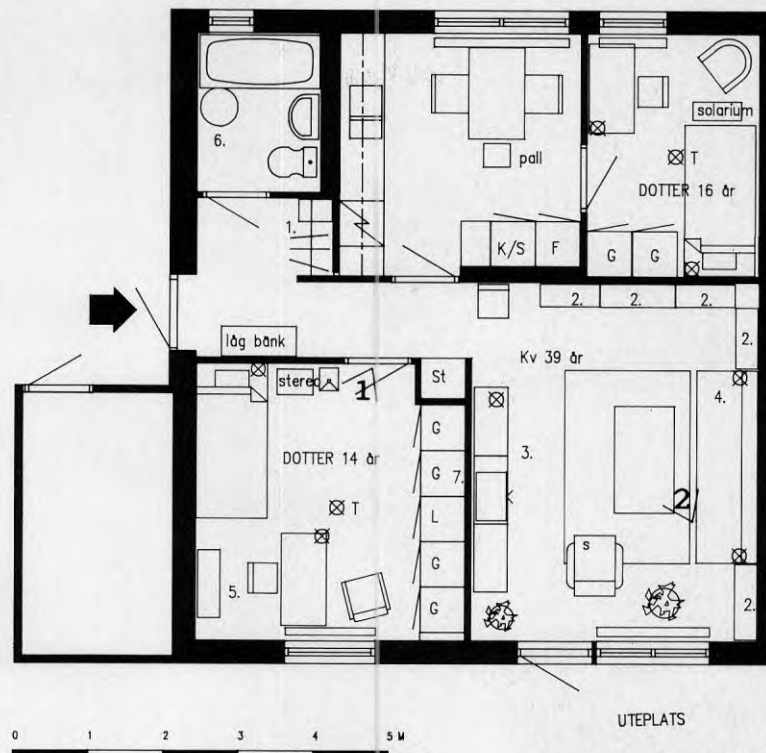 6.
pall
solarium
T
DOTTER 16 år
1.
K/S
F
G
G
låg bänk
2.
2.
2.
2.
Kv 39 år
stereo
1
St
4.
G
DOTTER 14 år
G
7.
3.
T
L
2
s
G
5.
G
2.
UTEPLATS
0 1 2 3 4 5 M